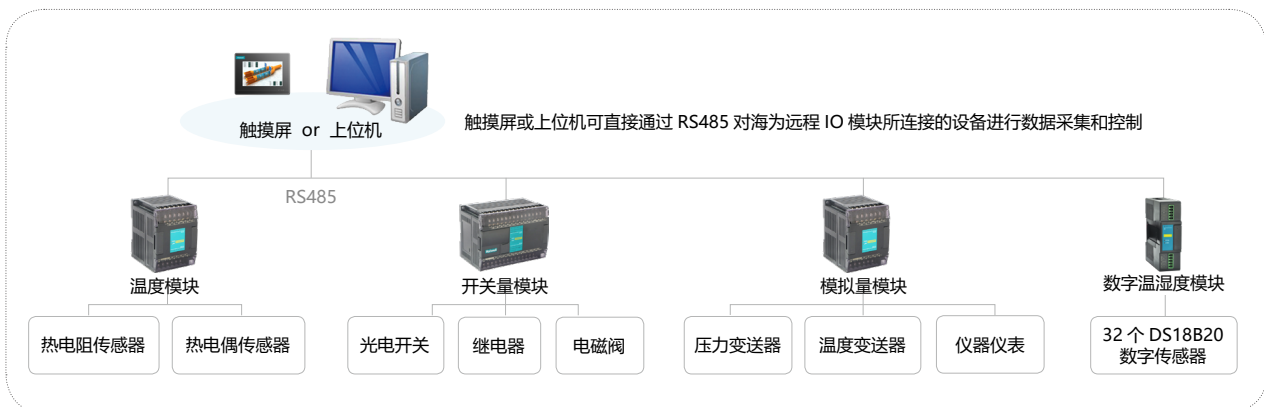 触摸屏 or 上位机
触摸屏或上位机可直接通过 RS485 对海为远程 IO 模块所连接的设备进行数据采集和控制
RS485
温度模块
开关量模块
模拟量模块
数字温湿度模块
热电阻传感器
热电偶传感器
光电开关
继电器
电磁阀
压力变送器
温度变送器
仪器仪表
32 个 DS18B20
数字传感器